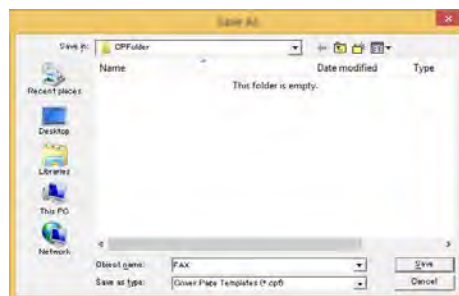 Save As
Save in: CPFolder
Name Date modified Type
This folder is empty.
Recent places
Desktop
Libraries
This PC
Network
Object name: FAX Save
Save as type: Cover Page Templates (*.cpt) Cancel